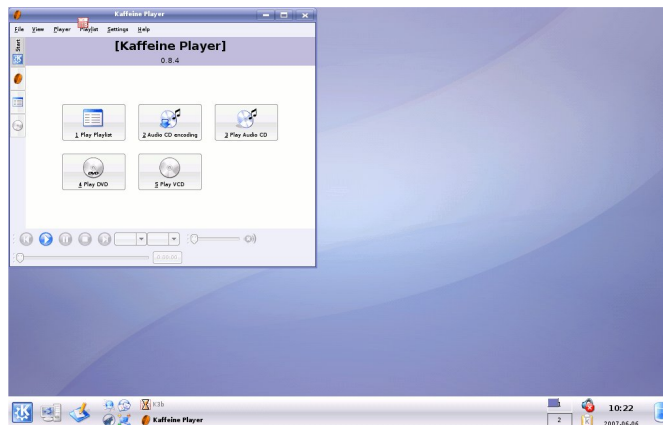 Kaffeine Player
File View Player Playlist Settings Help
Start
[Kaffeine Player]
0.8.4
1 Play Playlist
2 Audio CD encoding
3 Play Audio CD
DVD
4 Play DVD
5 Play VCD
0:00:00
K3b
Kaffeine Player
2
10:22
2007-06-06